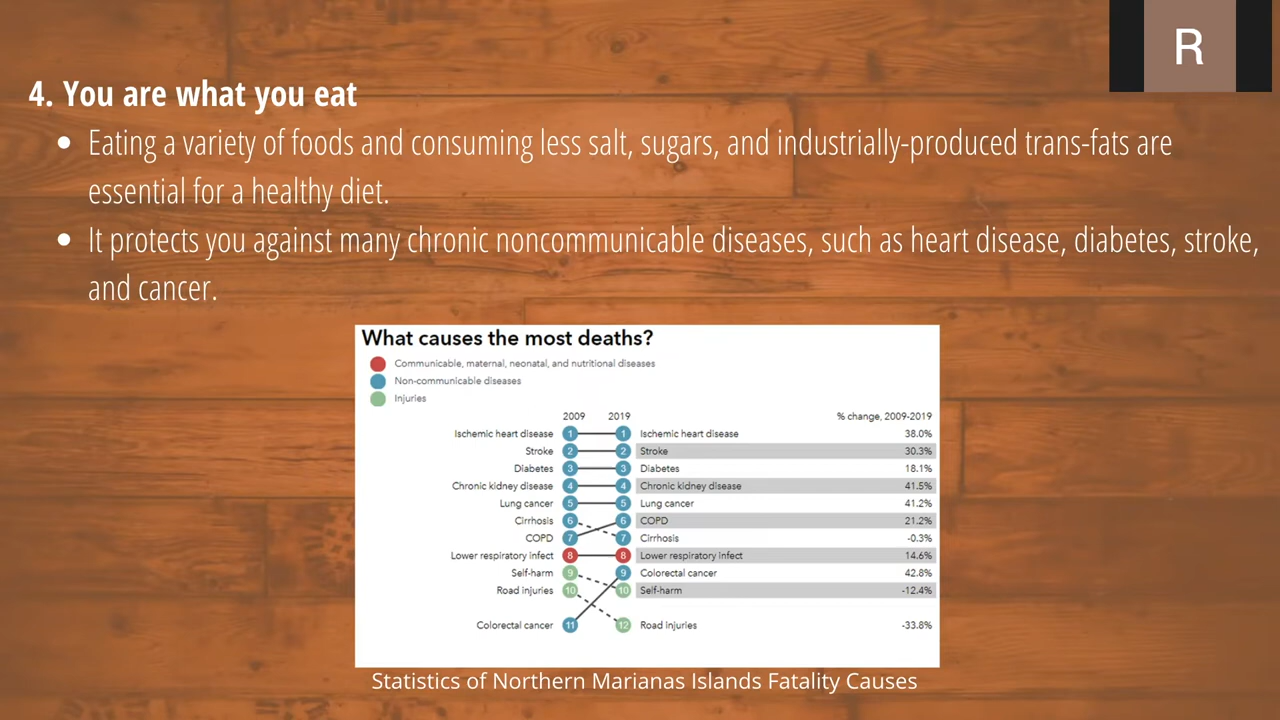 R
4. You are what you eat
• Eating a variety of foods and consuming less salt, sugars, and industrially-produced trans-fats are
essential for a healthy diet.
• It protects you against many chronic noncommunicable diseases, such as heart disease, diabetes, stroke,
and cancer.
What causes the most deaths?
Communicable, maternal, neonatal, and nutritional diseases
Non-communicable diseases
Injuries
2009 2019 % change, 2009-2019
Ischemic heart disease 1 1 Ischemic heart disease 38.0%
Stroke 2 2 Stroke 30.3%
Diabetes 3 3 Diabetes 18.1%
Chronic kidney disease 4 4 Chronic kidney disease 41.5%
Lung cancer 5 5 Lung cancer 41.2%
Cirrhosis 6 6 COPD 21.2%
COPD 7 7 Cirrhosis -0.3%
Lower respiratory infect 8 8 Lower respiratory infect 14.6%
Self-harm 9 9 Colorectal cancer 42.8%
Road injuries 10 10 Self-harm -12.4%
Colorectal cancer 11 12 Road injuries -33.8%
Statistics of Northern Marianas Islands Fatality Causes